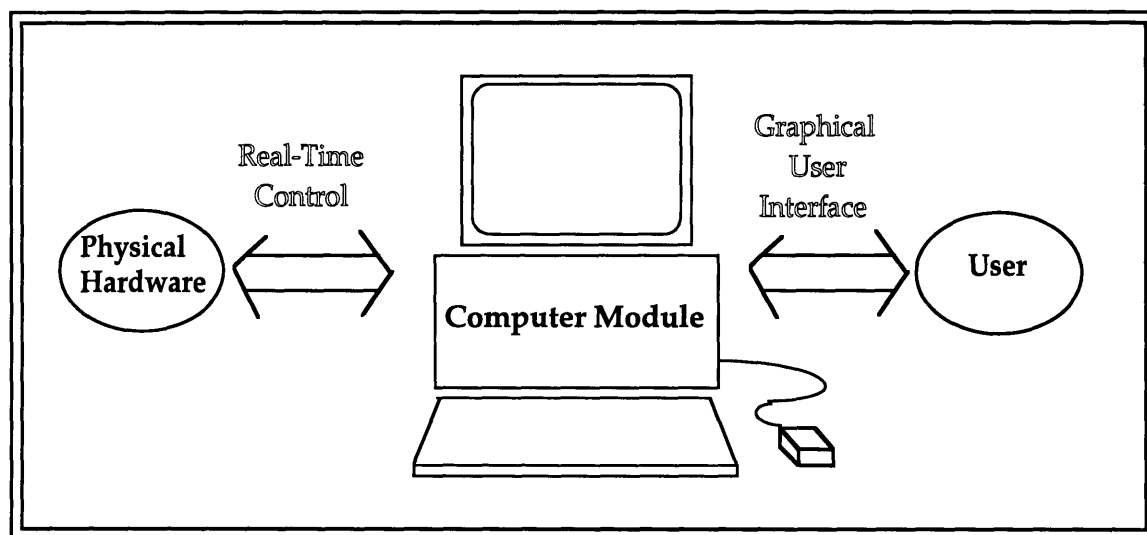 Real-Time
Control
Graphical
User
Interface
Physical
Hardware
Computer Module
User